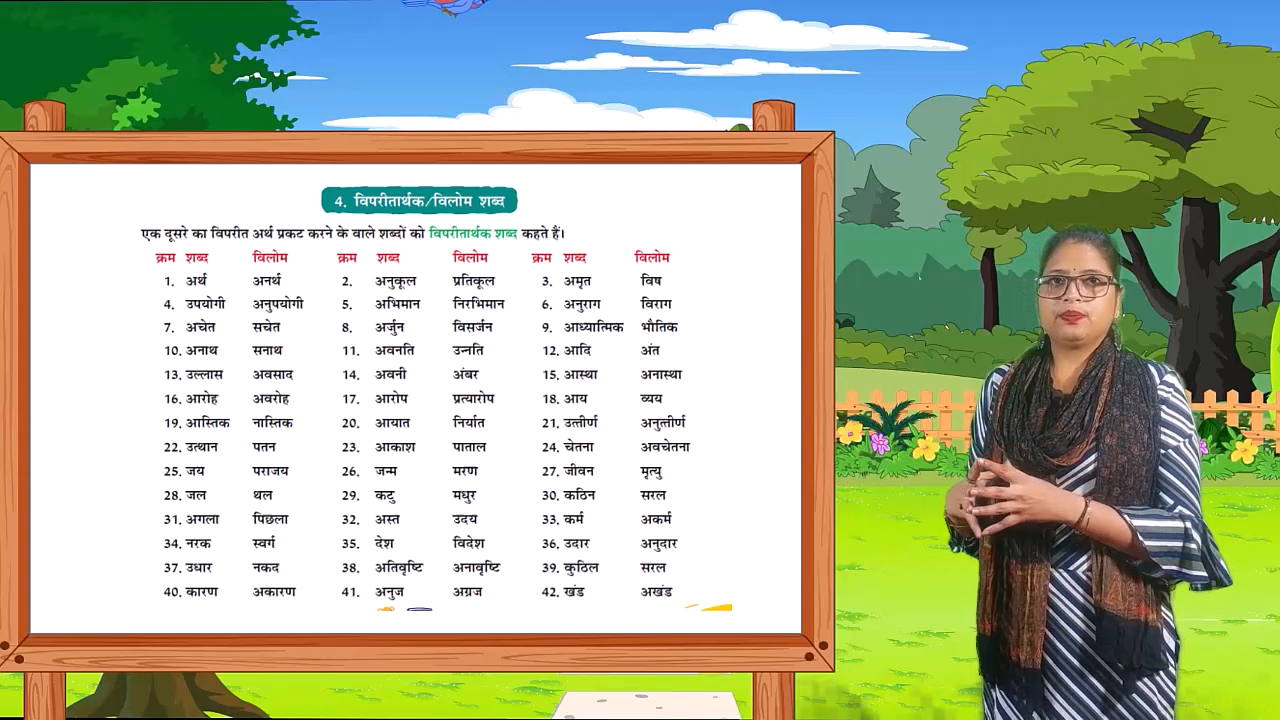 4. विपरीतार्थक/विलोम शब्द
एक दूसरे का विपरीत अर्थ प्रकट करने के वाले शब्दों को विपरीतार्थक शब्द कहते हैं।
क्रम शब्द विलोम क्रम शब्द विलोम क्रम शब्द विलोम
1. अर्थ अनर्थ 2. अनुकूल प्रतिकूल 3. अमृत विष
4. उपयोगी अनुपयोगी 5. अभिमान निरभिमान 6. अनुराग विराग
7. अचेत सचेत 8. अर्जुन विसर्जन 9. आध्यात्मिक भौतिक
10. अनाथ सनाथ 11. अवनति उन्नति 12. आदि अंत
13. उल्लास अवसाद 14. अवनी अंबर 15. आस्था अनास्था
16. आरोह अवरोह 17. आरोप प्रत्यारोप 18. आय व्यय
19. आस्तिक नास्तिक 20. आयात निर्यात 21. उत्तीर्ण अनुत्तीर्ण
22. उत्थान पतन 23. आकाश पाताल 24. चेतना अवचेतना
25. जय पराजय 26. जन्म मरण 27. जीवन मृत्यु
28. जल थल 29. कटु मधुर 30. कठिन सरल
31. अगला पिछला 32. अस्त उदय 33. कर्म अकर्म
34. नरक स्वर्ग 35. देश विदेश 36. उदार अनुदार
37. उधार नकद 38. अतिवृष्टि अनावृष्टि 39. कुठिल सरल
40. कारण अकारण 41. अनुज अग्रज 42. खंड अखंड